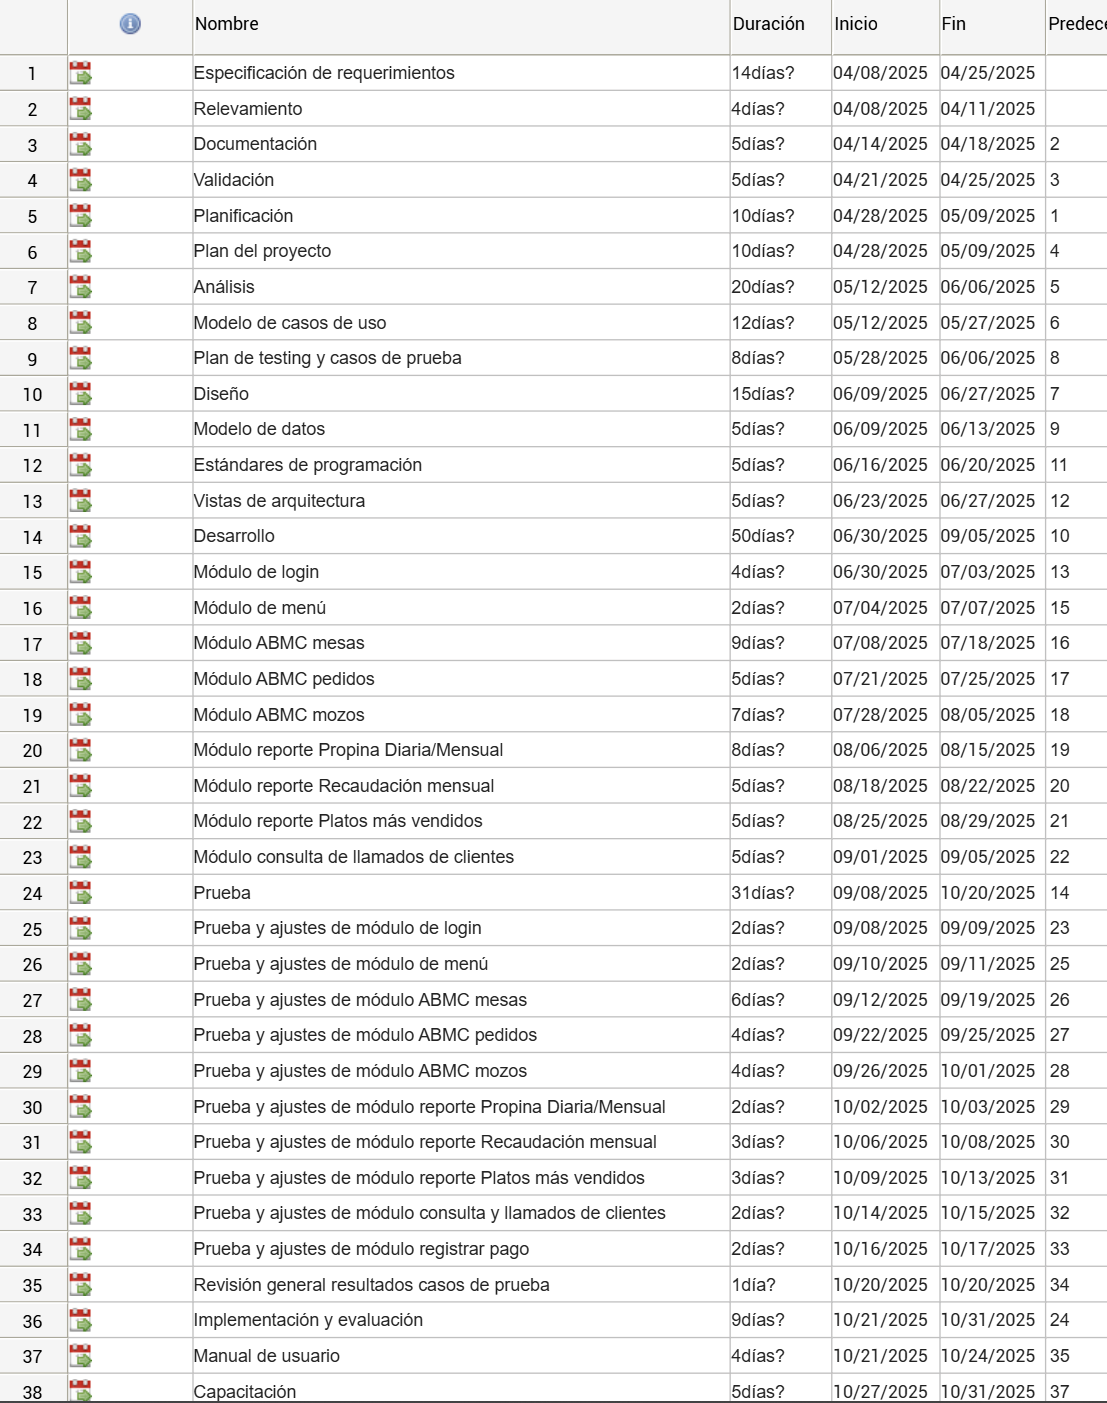 Nombre Duración Inicio Fin Predece
1 Especificación de requerimientos 14días? 04/08/2025 04/25/2025
2 Relevamiento 4días? 04/08/2025 04/11/2025
3 Documentación 5días? 04/14/2025 04/18/2025 2
4 Validación 5días? 04/21/2025 04/25/2025 3
5 Planificación 10días? 04/28/2025 05/09/2025 1
6 Plan del proyecto 10días? 04/28/2025 05/09/2025 4
7 Análisis 20días? 05/12/2025 06/06/2025 5
8 Modelo de casos de uso 12días? 05/12/2025 05/27/2025 6
9 Plan de testing y casos de prueba 8días? 05/28/2025 06/06/2025 8
10 Diseño 15días? 06/09/2025 06/27/2025 7
11 Modelo de datos 5días? 06/09/2025 06/13/2025 9
12 Estándares de programación 5días? 06/16/2025 06/20/2025 11
13 Vistas de arquitectura 5días? 06/23/2025 06/27/2025 12
14 Desarrollo 50días? 06/30/2025 09/05/2025 10
15 Módulo de login 4días? 06/30/2025 07/03/2025 13
16 Módulo de menú 2días? 07/04/2025 07/07/2025 15
17 Módulo ABMC mesas 9días? 07/08/2025 07/18/2025 16
18 Módulo ABMC pedidos 5días? 07/21/2025 07/25/2025 17
19 Módulo ABMC mozos 7días? 07/28/2025 08/05/2025 18
20 Módulo reporte Propina Diaria/Mensual 8días? 08/06/2025 08/15/2025 19
21 Módulo reporte Recaudación mensual 5días? 08/18/2025 08/22/2025 20
22 Módulo reporte Platos más vendidos 5días? 08/25/2025 08/29/2025 21
23 Módulo consulta de llamados de clientes 5días? 09/01/2025 09/05/2025 22
24 Prueba 31días? 09/08/2025 10/20/2025 14
25 Prueba y ajustes de módulo de login 2días? 09/08/2025 09/09/2025 23
26 Prueba y ajustes de módulo de menú 2días? 09/10/2025 09/11/2025 25
27 Prueba y ajustes de módulo ABMC mesas 6días? 09/12/2025 09/19/2025 26
28 Prueba y ajustes de módulo ABMC pedidos 4días? 09/22/2025 09/25/2025 27
29 Prueba y ajustes de módulo ABMC mozos 4días? 09/26/2025 10/01/2025 28
30 Prueba y ajustes de módulo reporte Propina Diaria/Mensual 2días? 10/02/2025 10/03/2025 29
31 Prueba y ajustes de módulo reporte Recaudación mensual 3días? 10/06/2025 10/08/2025 30
32 Prueba y ajustes de módulo reporte Platos más vendidos 3días? 10/09/2025 10/13/2025 31
33 Prueba y ajustes de módulo consulta y llamados de clientes 2días? 10/14/2025 10/15/2025 32
34 Prueba y ajustes de módulo registrar pago 2días? 10/16/2025 10/17/2025 33
35 Revisión general resultados casos de prueba 1día? 10/20/2025 10/20/2025 34
36 Implementación y evaluación 9días? 10/21/2025 10/31/2025 24
37 Manual de usuario 4días? 10/21/2025 10/24/2025 35
38 Capacitación 5días? 10/27/2025 10/31/2025 37